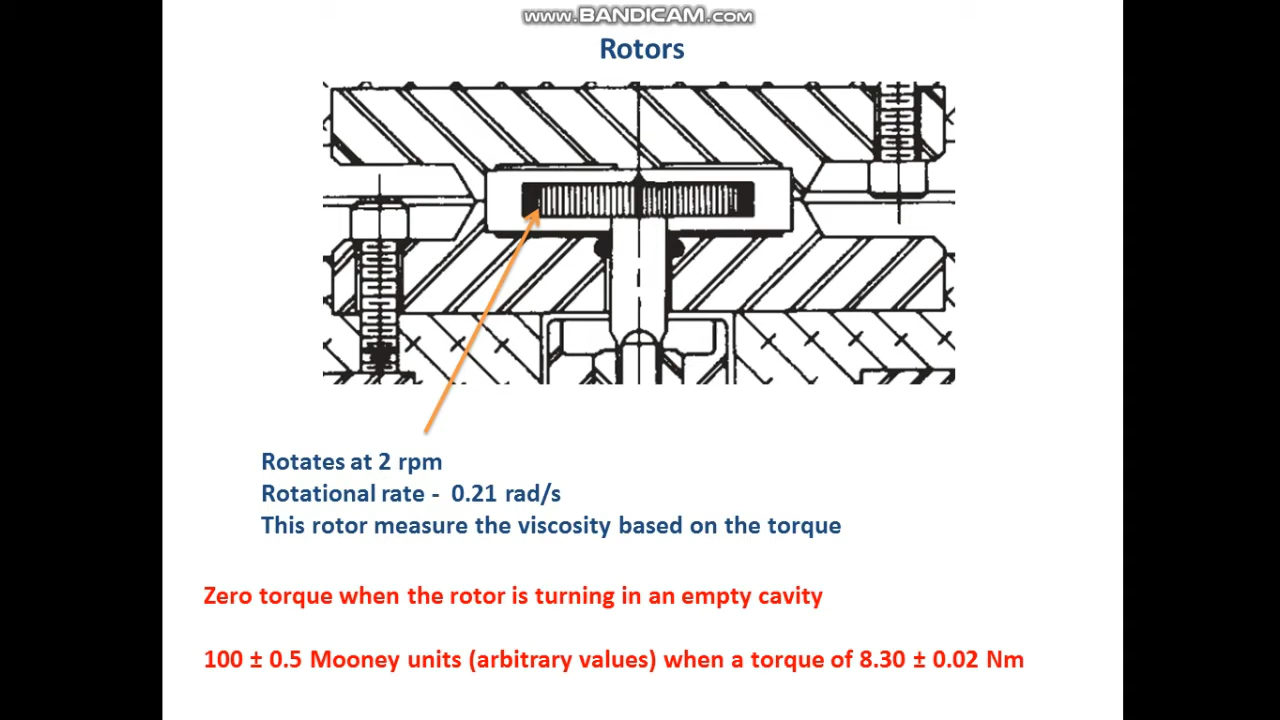 www.BANDICAM.com
Rotors
Rotates at 2 rpm
Rotational rate - 0.21 rad/s
This rotor measure the viscosity based on the torque
Zero torque when the rotor is turning in an empty cavity
100 ± 0.5 Mooney units (arbitrary values) when a torque of 8.30 ± 0.02 Nm